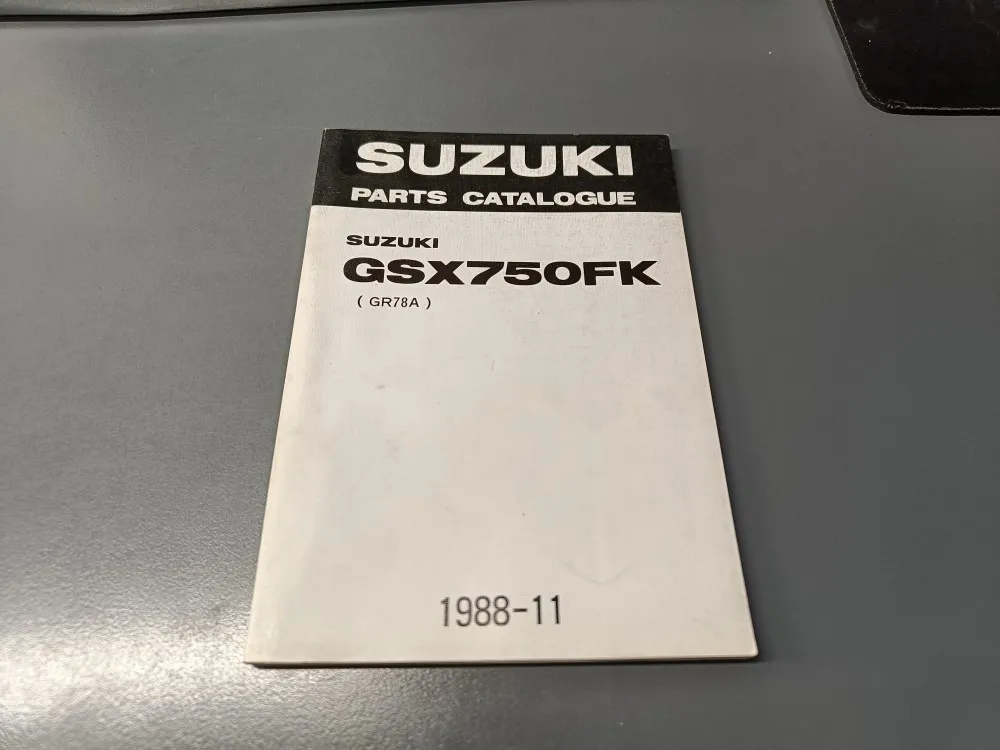 SUZUKI
PARTS CATALOGUE
SUZUKI
GSX750FK
( GR78A )
1988-11